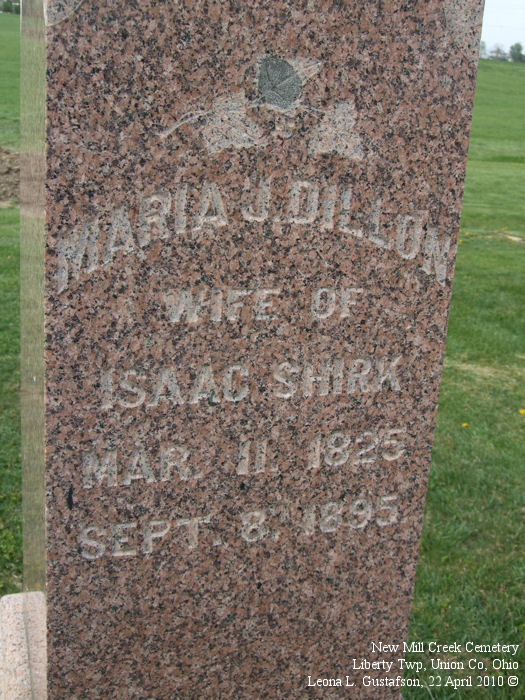 MARIA J. DILLON
WIFE OF
ISAAC SHIRK
MAR. 11. 1825
SEPT. 8. 1895.
New Mill Creek Cemetery
Liberty Twp, Union Co, Ohio
Leona L. Gustafson, 22 April 2010 ©